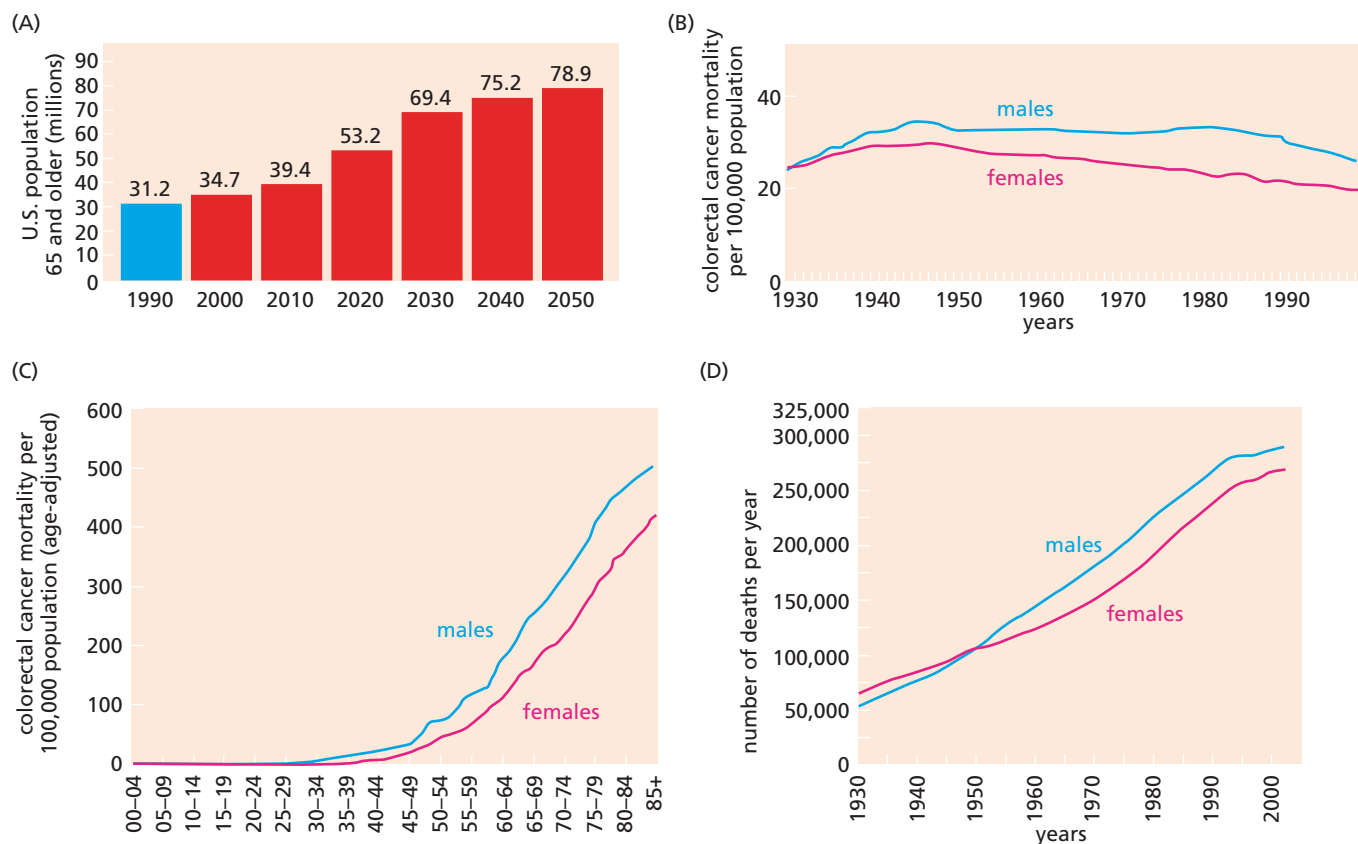 (A)
U.S. population
65 and older (millions)
90
80
70
60
50
40
30
20
10
0
31.2
34.7
39.4
53.2
69.4
75.2
78.9
1990 2000 2010 2020 2030 2040 2050
(B)
colorectal cancer mortality
per 100,000 population
40
20
0
males
females
1930 1940 1950 1960 1970 1980 1990
years
(C)
colorectal cancer mortality per
100,000 population (age-adjusted)
600
500
400
300
200
100
0
males
females
00–04
05–09
10–14
15–19
20–24
25–29
30–34
35–39
40–44
45–49
50–54
55–59
60–64
65–69
70–74
75–79
80–84
85+
(D)
number of deaths per year
325,000
300,000
250,000
200,000
150,000
100,000
50,000
0
males
females
1930
1940
1950
1960
1970
1980
1990
2000
years